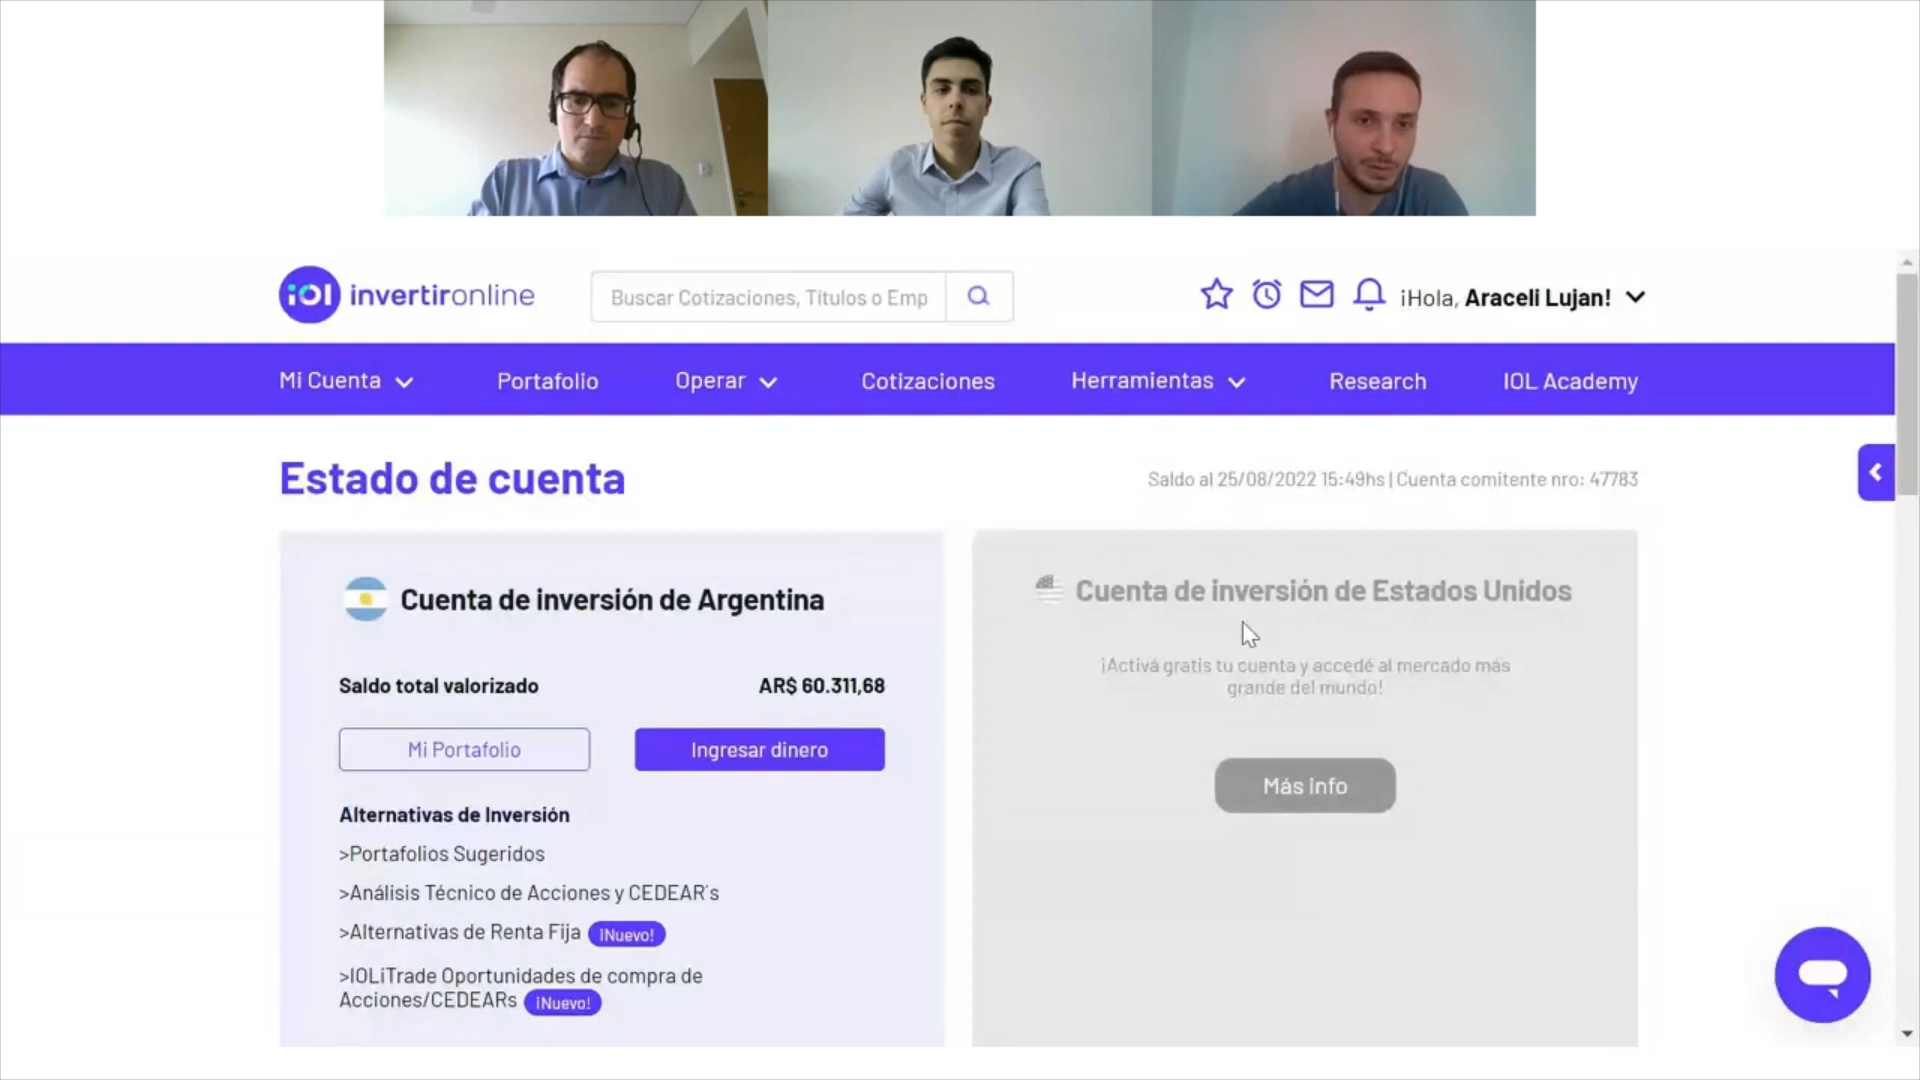 iOl invertironline
Buscar Cotizaciones, Títulos o Emp
¡Hola, Araceli Lujan!
Mi Cuenta
Portafolio
Operar
Cotizaciones
Herramientas
Research
IOL Academy
Estado de cuenta
Saldo al 25/08/2022 15:49hs | Cuenta comitente nro: 47783
Cuenta de inversión de Argentina
Saldo total valorizado AR$ 60.311,68
Mi Portafolio
Ingresar dinero
Alternativas de Inversión
>Portafolios Sugeridos
>Análisis Técnico de Acciones y CEDEAR´s
>Alternativas de Renta Fija ¡Nuevo!
>IOLiTrade Oportunidades de compra de
Acciones/CEDEARs ¡Nuevo!
Cuenta de inversión de Estados Unidos
¡Activá gratis tu cuenta y accedé al mercado más
grande del mundo!
Más info